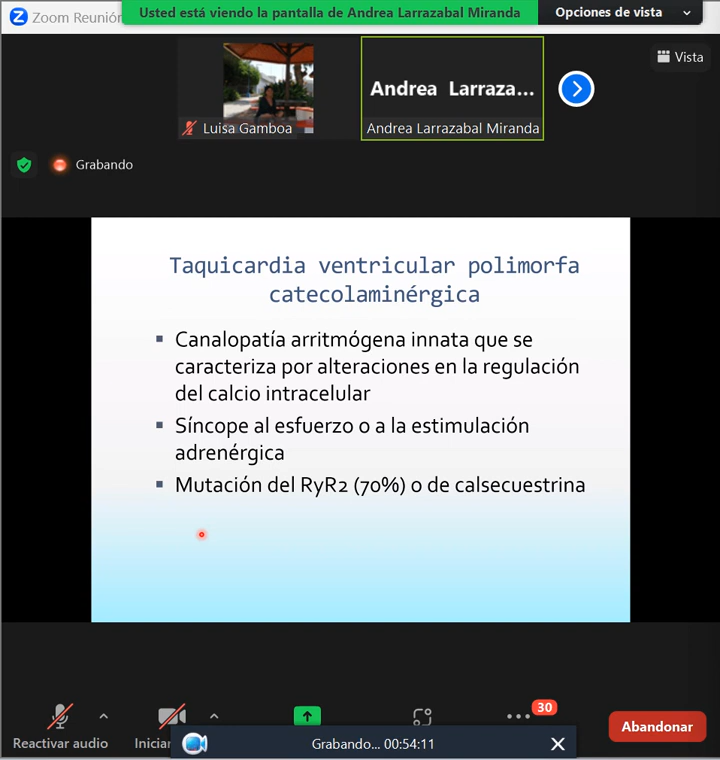 Zoom Reunión
Usted está viendo la pantalla de Andrea Larrazabal Miranda
Opciones de vista
Vista
Andrea Larraza...
Luisa Gamboa
Andrea Larrazabal Miranda
Grabando
Taquicardia ventricular polimorfa
catecolaminérgica
Canalopatía arritmógena innata que se
caracteriza por alteraciones en la regulación
del calcio intracelular
Síncope al esfuerzo o a la estimulación
adrenérgica
Mutación del RyR2 (70%) o de calsecuestrina
30
Reactivar audio
Iniciar
Abandonar
Grabando... 00:54:11